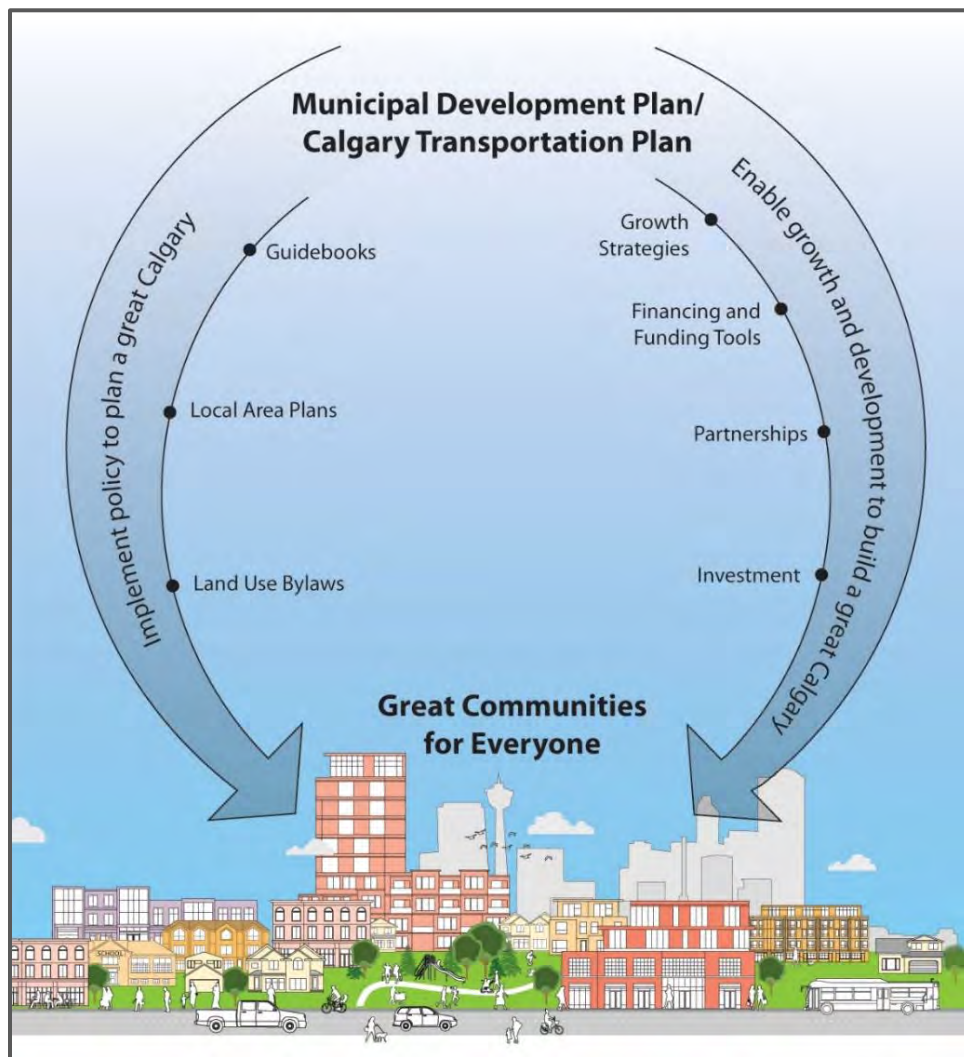 Municipal Development Plan/
Calgary Transportation Plan
Implement policy to plan a great Calgary
Guidebooks
Local Area Plans
Land Use Bylaws
Enable growth and development to build a great Calgary
Growth
Strategies
Financing and
Funding Tools
Partnerships
Investment
Great Communities
for Everyone
SCHOOL